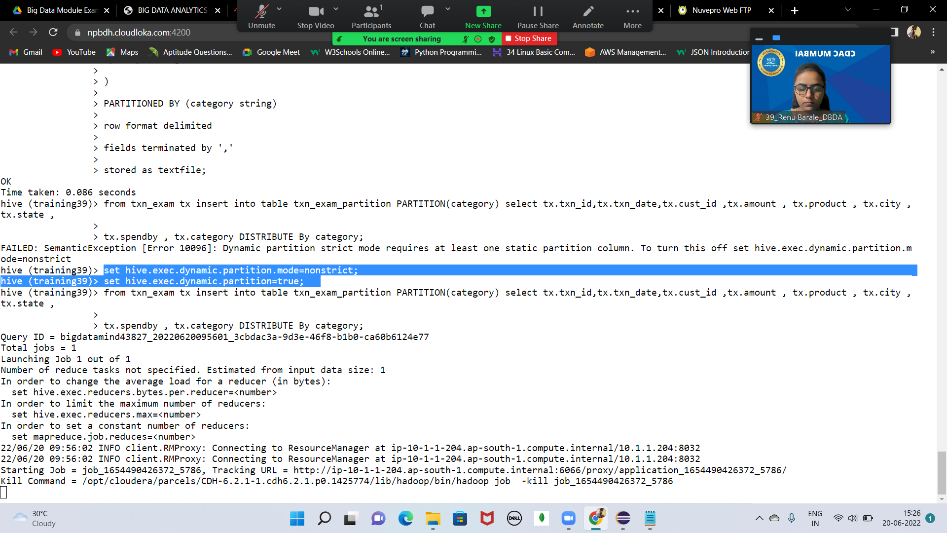 Big Data Module Exam
BIG DATA ANALYTICS
Nuvepro Web FTP
Unmute
Stop Video
1
Participants
Chat
New Share
Pause Share
Annotate
More
npbdh.cloudloka.com:4200
You are screen sharing
Stop Share
Gmail
YouTube
Maps
Aptitude Questions...
Google Meet
W3Schools Online...
Python Programmi...
34 Linux Basic Com...
AWS Management...
JSON Introduction
CDAC MUMBAI
39_Renu Barale_DBDA
>
> )
>
> PARTITIONED BY (category string)
>
> row format delimited
>
> fields terminated by ','
>
> stored as textfile;
OK
Time taken: 0.086 seconds
hive (training39)> from txn_exam tx insert into table txn_exam_partition PARTITION(category) select tx.txn_id,tx.txn_date,tx.cust_id ,tx.amount , tx.product , tx.city ,
tx.state ,
>
> tx.spendby , tx.category DISTRIBUTE By category;
FAILED: SemanticException [Error 10096]: Dynamic partition strict mode requires at least one static partition column. To turn this off set hive.exec.dynamic.partition.m
ode=nonstrict
hive (training39)> set hive.exec.dynamic.partition.mode=nonstrict;
hive (training39)> set hive.exec.dynamic.partition=true;
hive (training39)> from txn_exam tx insert into table txn_exam_partition PARTITION(category) select tx.txn_id,tx.txn_date,tx.cust_id ,tx.amount , tx.product , tx.city ,
tx.state ,
>
> tx.spendby , tx.category DISTRIBUTE By category;
Query ID = bigdatamind43827_20220620095601_3cbdac3a-9d3e-46f8-b1b0-ca60b6124e77
Total jobs = 1
Launching Job 1 out of 1
Number of reduce tasks not specified. Estimated from input data size: 1
In order to change the average load for a reducer (in bytes):
set hive.exec.reducers.bytes.per.reducer=<number>
In order to limit the maximum number of reducers:
set hive.exec.reducers.max=<number>
In order to set a constant number of reducers:
set mapreduce.job.reduces=<number>
22/06/20 09:56:02 INFO client.RMProxy: Connecting to ResourceManager at ip-10-1-1-204.ap-south-1.compute.internal/10.1.1.204:8032
22/06/20 09:56:02 INFO client.RMProxy: Connecting to ResourceManager at ip-10-1-1-204.ap-south-1.compute.internal/10.1.1.204:8032
Starting Job = job_1654490426372_5786, Tracking URL = http://ip-10-1-1-204.ap-south-1.compute.internal:6066/proxy/application_1654490426372_5786/
Kill Command = /opt/cloudera/parcels/CDH-6.2.1-1.cdh6.2.1.p0.1425774/lib/hadoop/bin/hadoop job  -kill job_1654490426372_5786
30°C
Cloudy
DELL
ENG
IN
15:26
20-06-2022
1